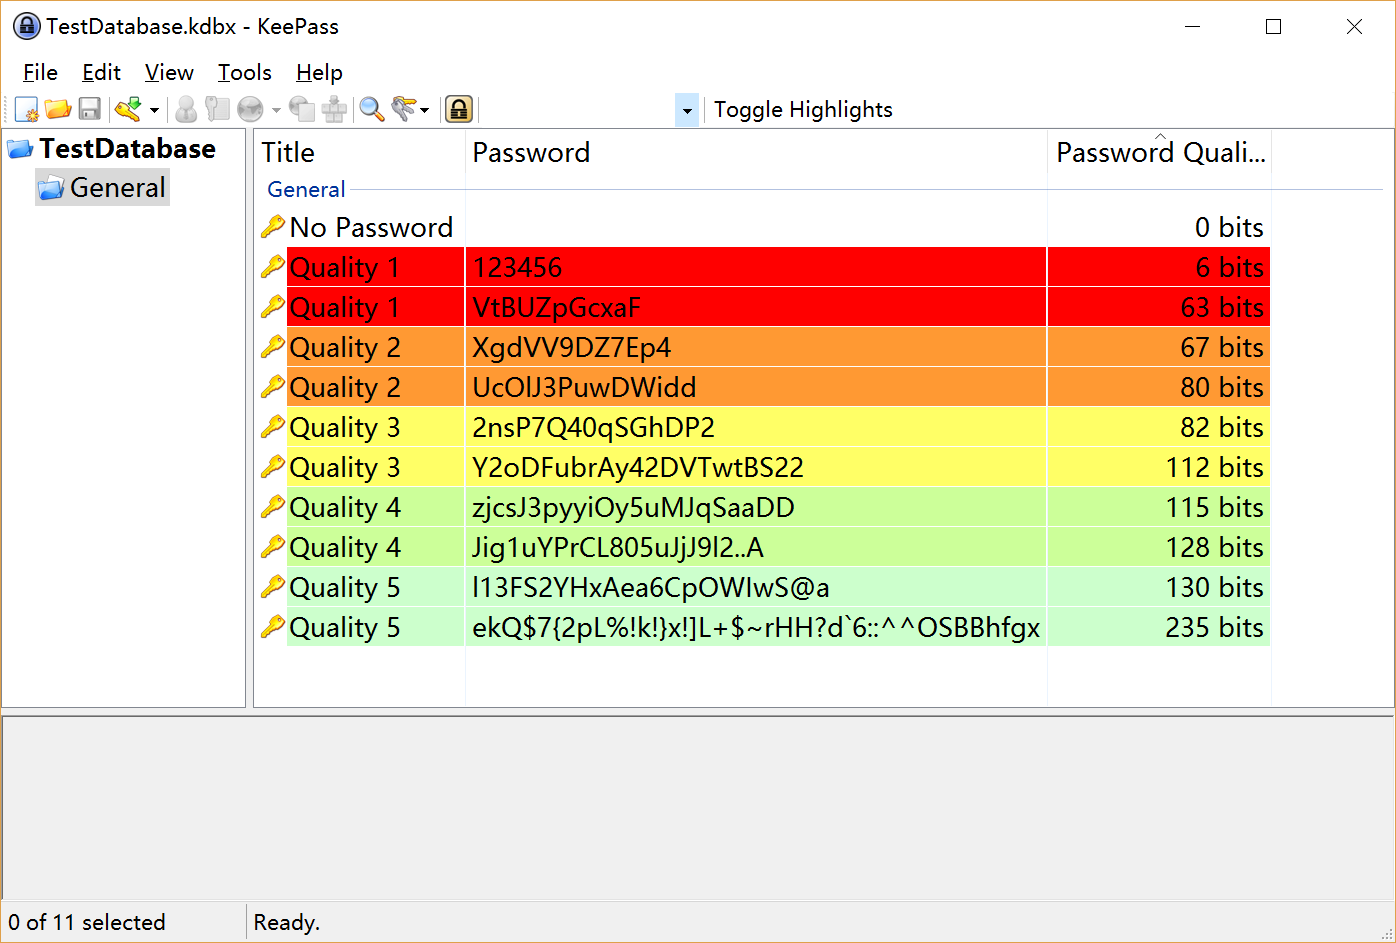 TestDatabase.kdbx - KeePass
File Edit View Tools Help
Toggle Highlights
TestDatabase
General
Title Password Password Quali...
General
No Password 0 bits
Quality 1 123456 6 bits
Quality 1 VtBUZpGcxaF 63 bits
Quality 2 XgdVV9DZ7Ep4 67 bits
Quality 2 UcOlJ3PuwDWidd 80 bits
Quality 3 2nsP7Q40qSGhDP2 82 bits
Quality 3 Y2oDFubrAy42DVTwtBS22 112 bits
Quality 4 zjcsJ3pyyiOy5uMJqSaaDD 115 bits
Quality 4 Jig1uYPrCL805uJjJ9l2..A 128 bits
Quality 5 l13FS2YHxAea6CpOWIwS@a 130 bits
Quality 5 ekQ$7{2pL%!k!}x!]L+$~rHH?d`6::^^OSBBhfgx 235 bits
0 of 11 selected Ready.